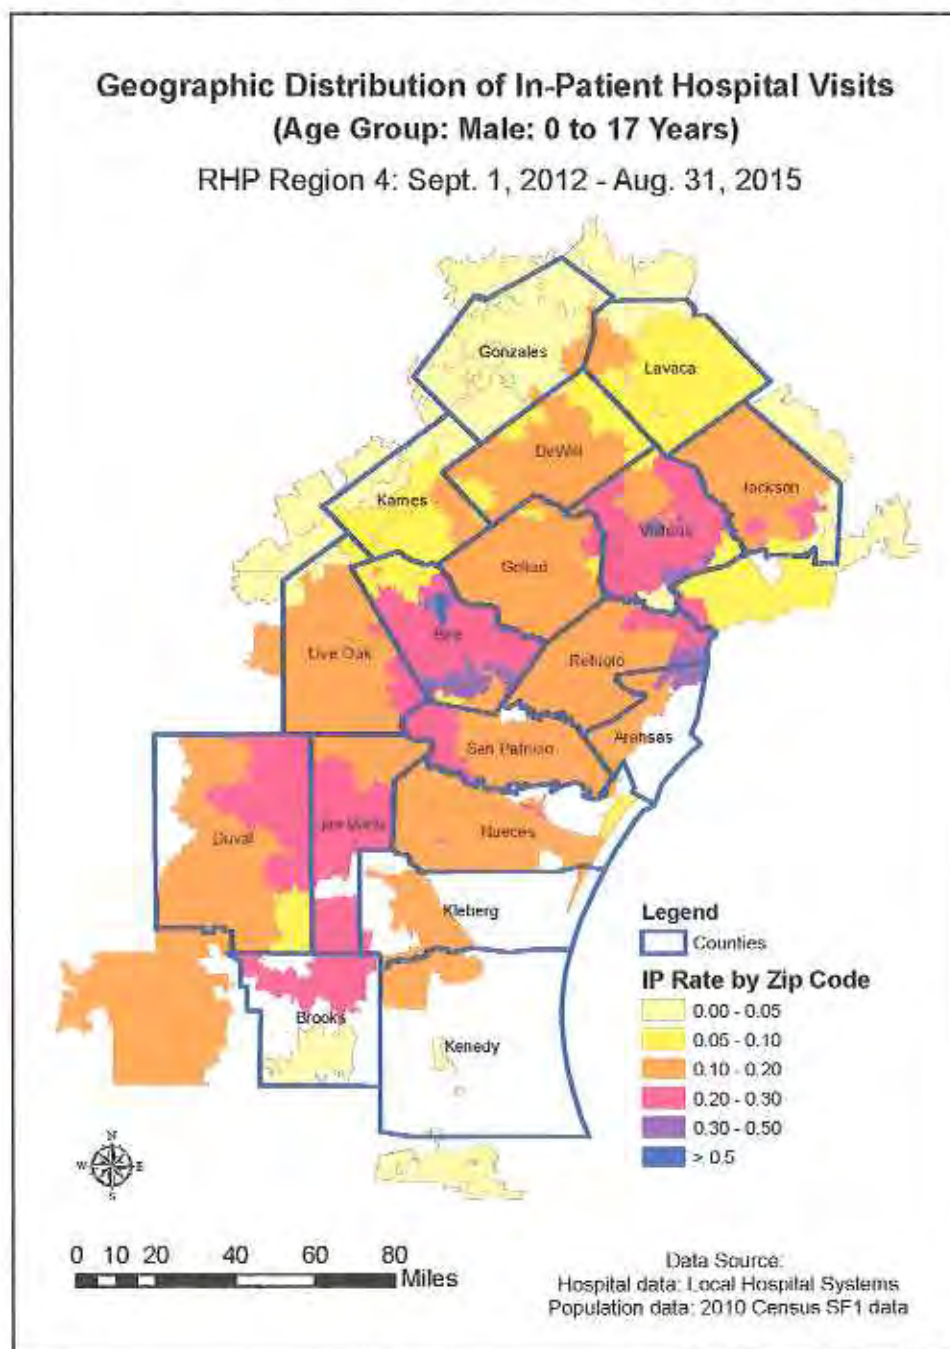 Geographic Distribution of In-Patient Hospital Visits
(Age Group: Male: 0 to 17 Years)
RHP Region 4: Sept. 1, 2012 - Aug. 31, 2015
Gonzales
Lavaca
DeWitt
Karnes
Jackson
Victoria
Goliad
Bee
Live Oak
Refugio
Aransas
San Patricio
Duval
Jim Wells
Nueces
Kleberg
Brooks
Kenedy
Legend
Counties
IP Rate by Zip Code
0.00 - 0.05
0.05 - 0.10
0.10 - 0.20
0.20 - 0.30
0.30 - 0.50
> 0.5
N
W E
S
0 10 20 40 60 80
Miles
Data Source:
Hospital data: Local Hospital Systems
Population data: 2010 Census SF1 data